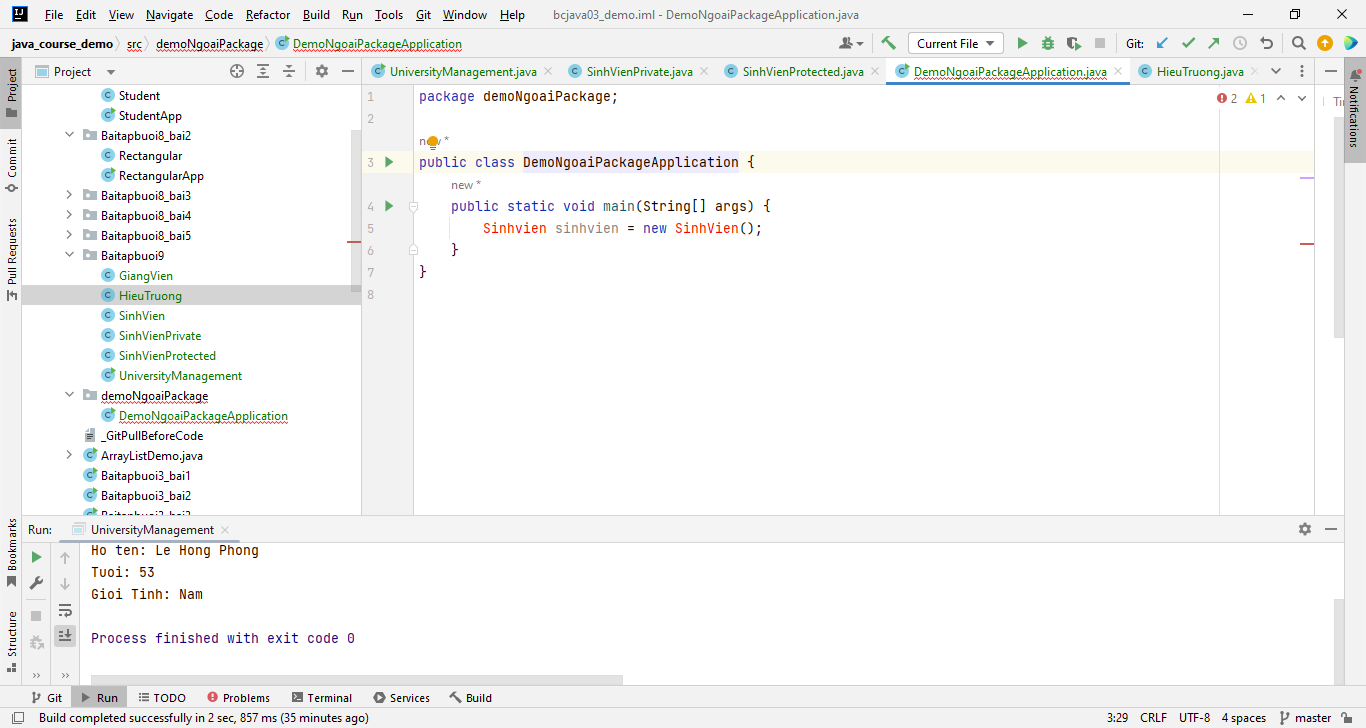 File Edit View Navigate Code Refactor Build Run Tools Git Window Help bcjava03_demo.iml - DemoNgoaiPackageApplication.java
java_course_demo src demoNgoaiPackage DemoNgoaiPackageApplication Current File Git:
Project UniversityManagement.java SinhVienPrivate.java SinhVienProtected.java DemoNgoaiPackageApplication.java HieuTruong.java
Project
Commit
Pull Requests
Bookmarks
Structure
Notifications
Student
StudentApp
Baitapbuoi8_bai2
Rectangular
RectangularApp
Baitapbuoi8_bai3
Baitapbuoi8_bai4
Baitapbuoi8_bai5
Baitapbuoi9
GiangVien
HieuTruong
SinhVien
SinhVienPrivate
SinhVienProtected
UniversityManagement
demoNgoaiPackage
DemoNgoaiPackageApplication
_GitPullBeforeCode
ArrayListDemo.java
Baitapbuoi3_bai1
Baitapbuoi3_bai2
1 package demoNgoaiPackage; 2 1
2
new *
3 public class DemoNgoaiPackageApplication {
new *
4 public static void main(String[] args) {
5 Sinhvien sinhvien = new SinhVien();
6 }
7 }
8
Run: UniversityManagement
Ho ten: Le Hong Phong
Tuoi: 53
Gioi Tinh: Nam
Process finished with exit code 0
Git Run TODO Problems Terminal Services Build
Build completed successfully in 2 sec, 857 ms (35 minutes ago) 3:29 CRLF UTF-8 4 spaces master